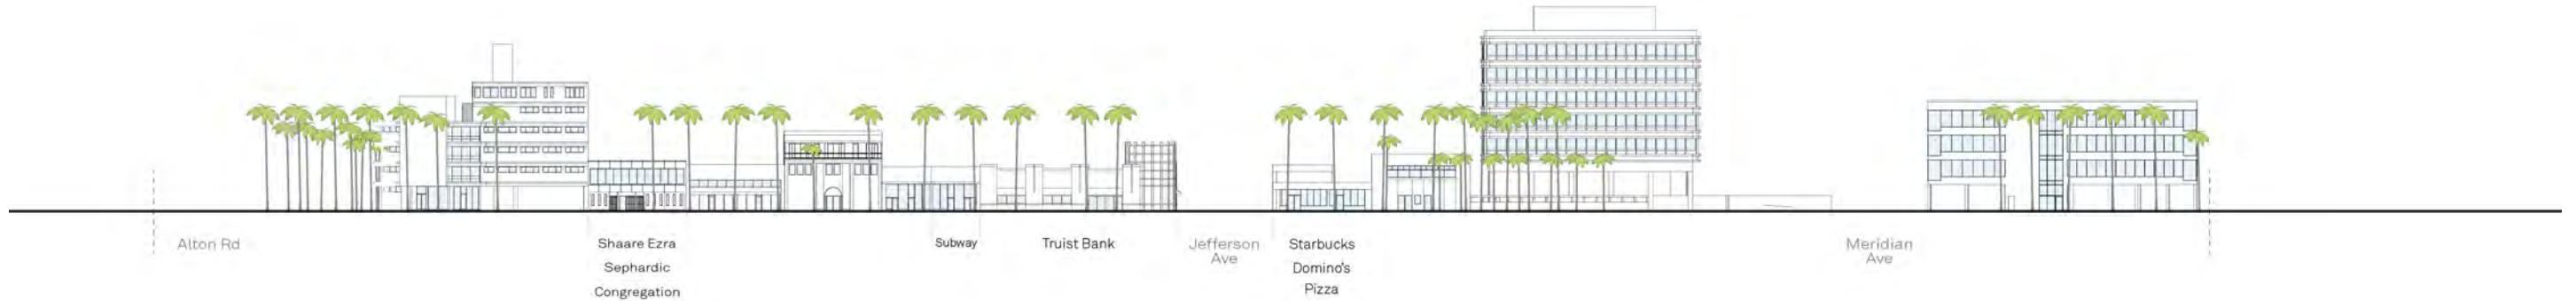 Alton Rd
Shaare Ezra
Sephardic
Congregation
Subway
Truist Bank
Jefferson
Ave
Starbucks
Domino's
Pizza
Meridian
Ave